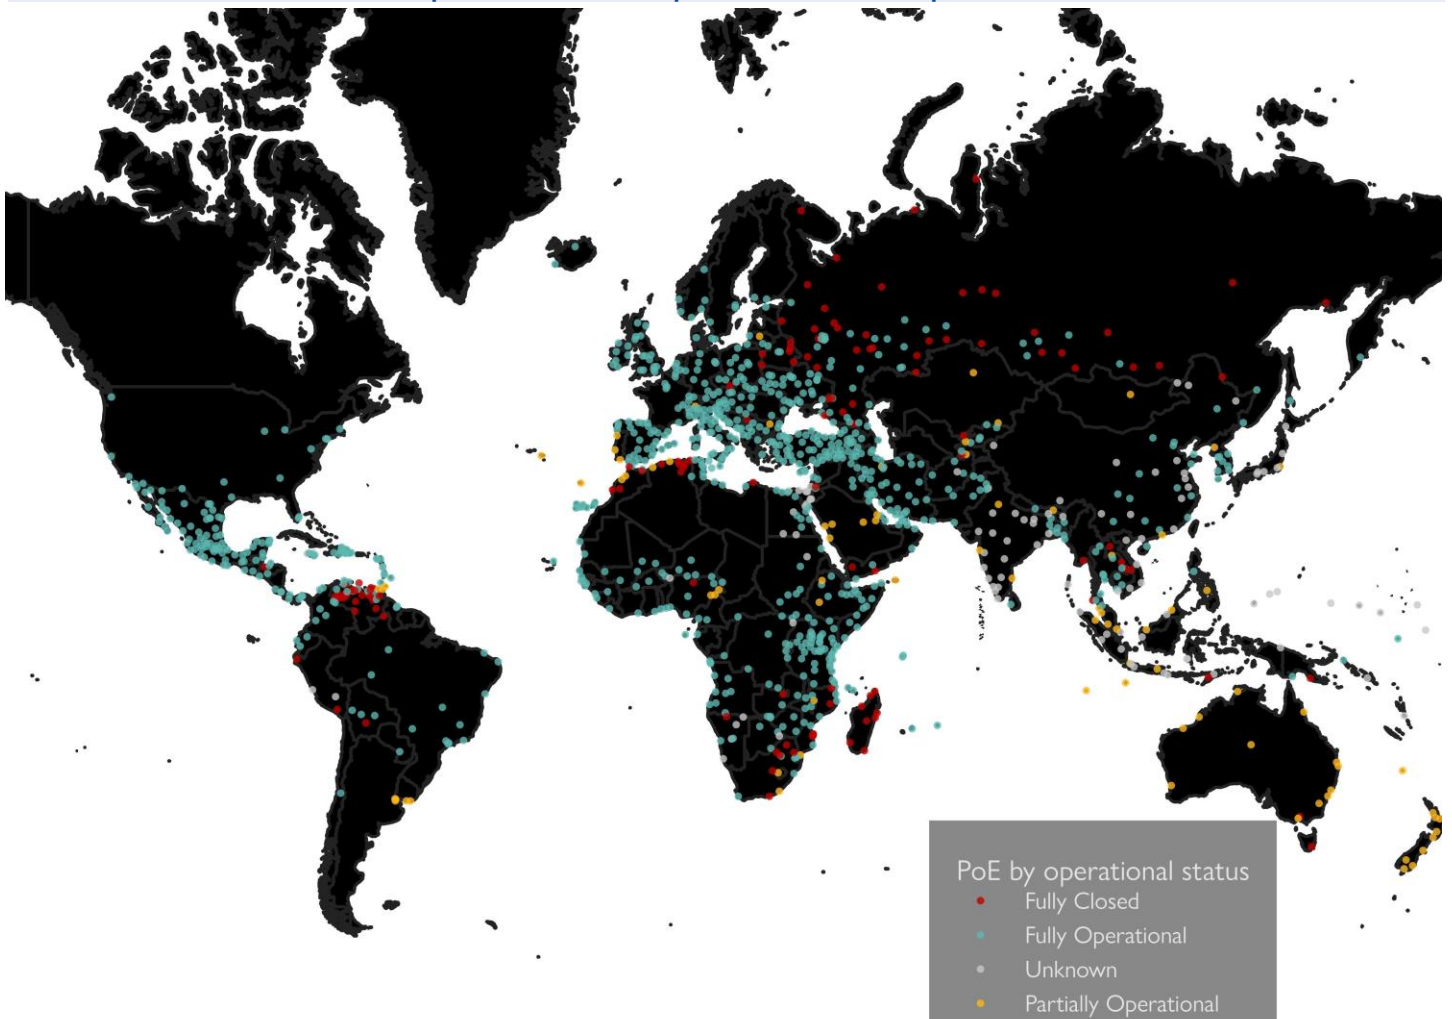 PoE by operational status
Fully Closed
Fully Operational
Unknown
Partially Operational